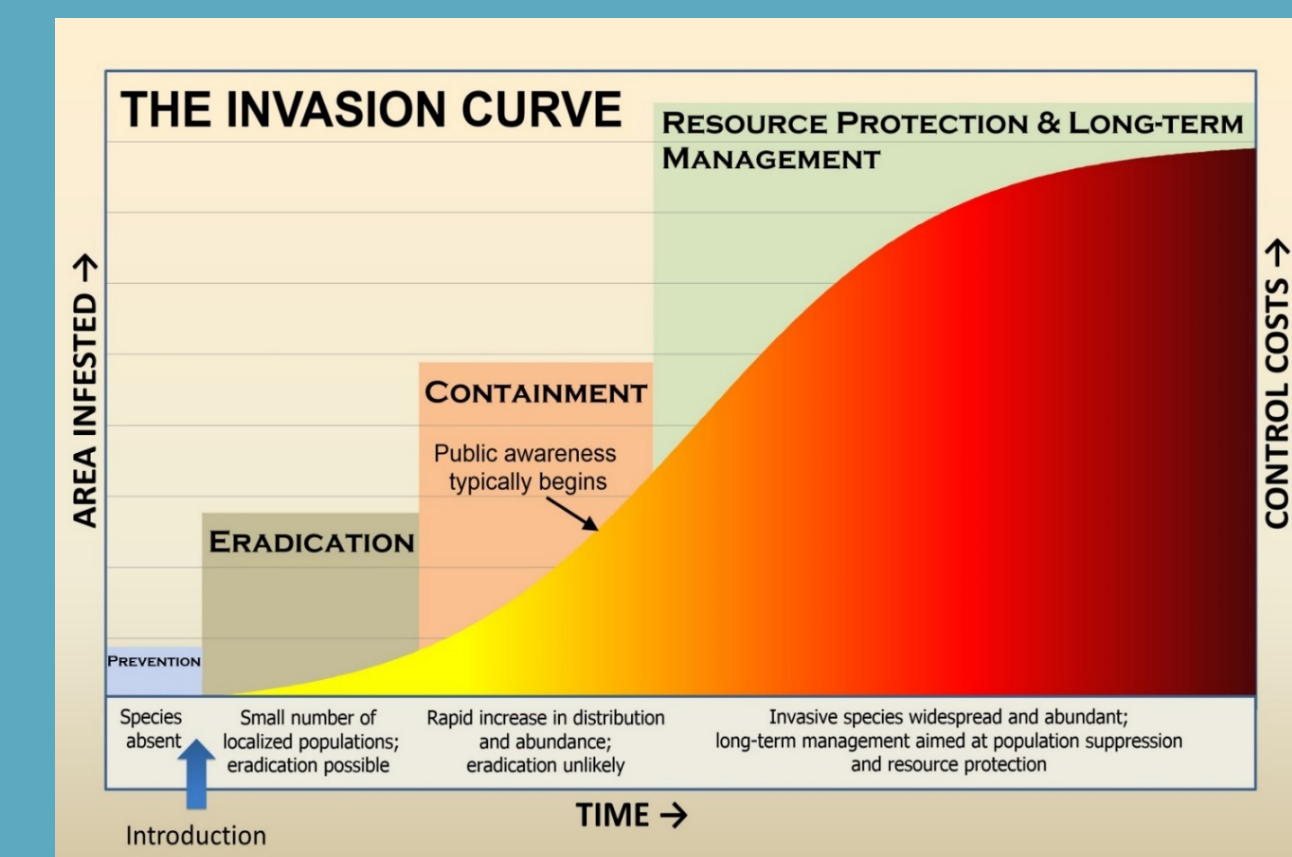 THE INVASION CURVE
RESOURCE PROTECTION & LONG-TERM
MANAGEMENT
AREA INFESTED →
CONTROL COSTS →
CONTAINMENT
Public awareness
typically begins
ERADICATION
PREVENTION
Species
absent
Small number of
localized populations;
eradication possible
Rapid increase in distribution
and abundance;
eradication unlikely
Invasive species widespread and abundant;
long-term management aimed at population suppression
and resource protection
TIME →
Introduction